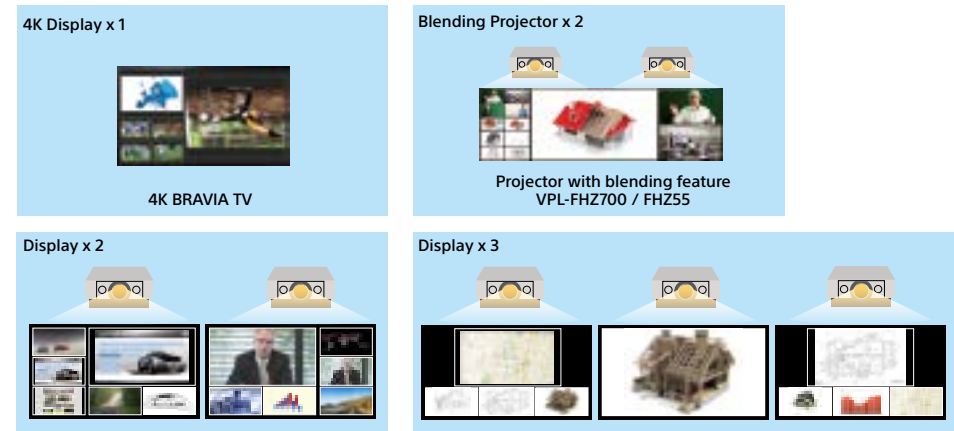 4K Display x 1
Blending Projector x 2
4K BRAVIA TV
Projector with blending feature
VPL-FHZ700 / FHZ55
Display x 2
Display x 3